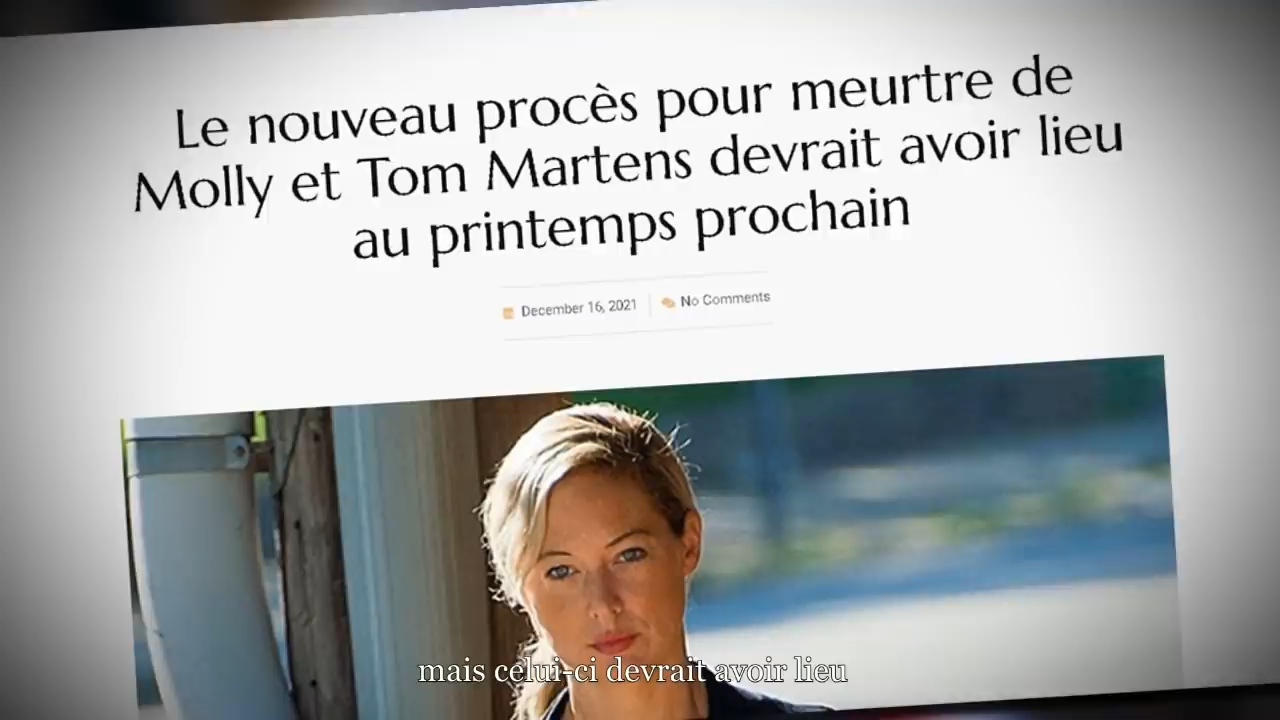 Le nouveau procès pour meurtre de
Molly et Tom Martens devrait avoir lieu
au printemps prochain
December 16, 2021 No Comments
mais celui-ci devrait avoir lieu